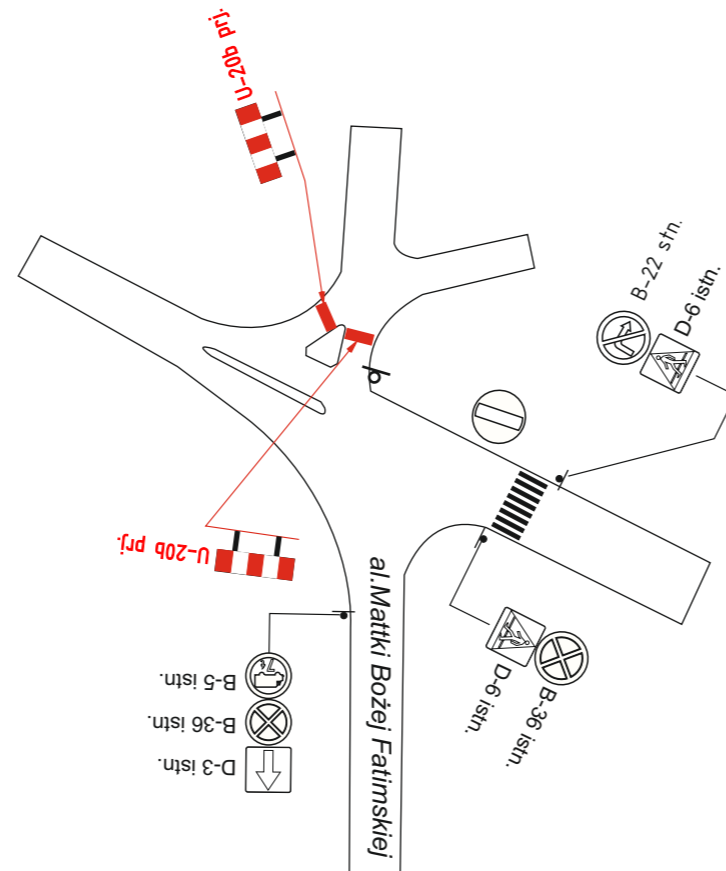 U-20b prj.
B-22 stn.
D-6 istn.
U-20b prj.
al.Mattki Bożej Fatimskiej
B-5 istn.
B-36 istn.
D-3 istn.
D-6 istn.
B-36 istn.